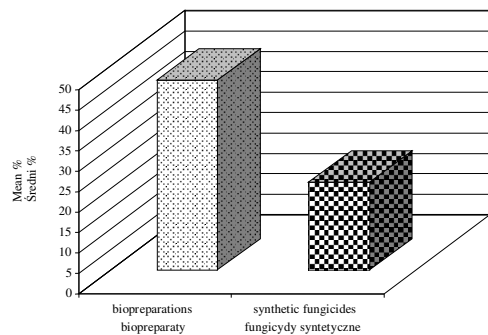 50
45
40
35
30
25
20
15
10
5
0
Mean %
Średni %
biopreparations
biopreparaty
synthetic fungicides
fungicydy syntetyczne